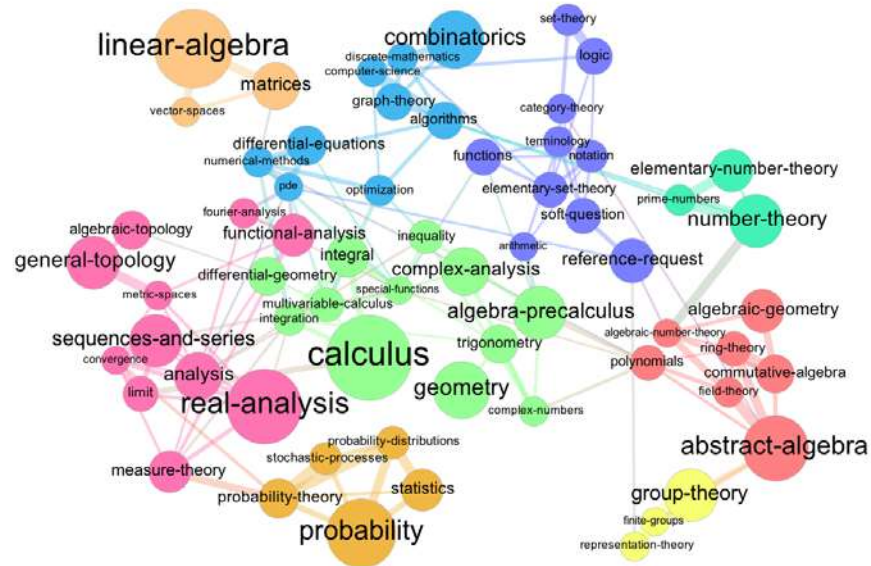 set-theory
linear-algebra
combinatorics
discrete-mathematics
logic
computer-science
matrices
graph-theory
vector-spaces
category-theory
algorithms
differential-equations
terminology
numerical-methods
functions
notation
elementary-number-theory
pde
optimization
elementary-set-theory
prime-numbers
fourier-analysis
soft-question
number-theory
algebraic-topology
functional-analysis
inequality
arithmetic
general-topology
integral
complex-analysis
reference-request
differential-geometry
special-functions
metric-spaces
multivariable-calculus
algebra-precalculus
algebraic-geometry
integration
sequences-and-series
algebraic-number-theory
trigonometry
ring-theory
convergence
calculus
polynomials
analysis
commutative-algebra
limit
real-analysis
geometry
field-theory
complex-numbers
probability-distributions
abstract-algebra
stochastic-processes
measure-theory
probability-theory
statistics
group-theory
finite-groups
probability
representation-theory